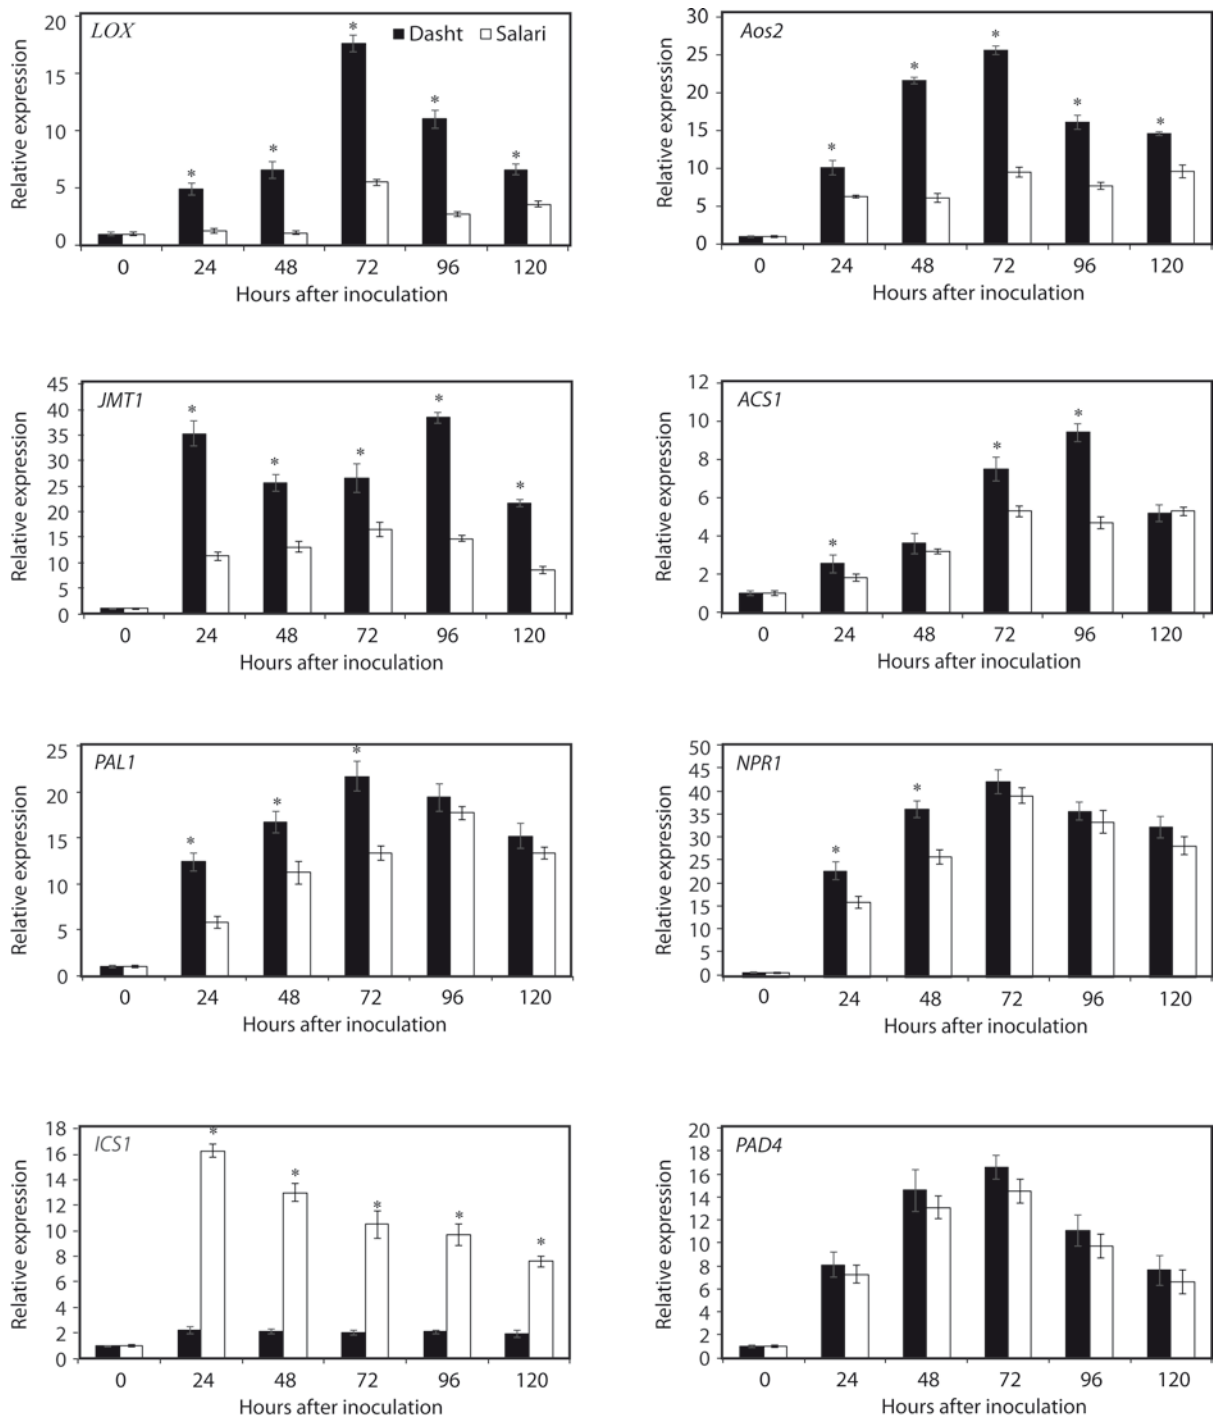 LOX
Dasht Salari
Relative expression
20
15
10
5
0
* * * * *
0 24 48 72 96 120
Hours after inoculation
Aos2
Relative expression
30
25
20
15
10
5
0
* * * * *
0 24 48 72 96 120
Hours after inoculation
JMT1
Relative expression
45
40
35
30
25
20
15
10
5
0
* * * * *
0 24 48 72 96 120
Hours after inoculation
ACS1
Relative expression
12
10
8
6
4
2
0
* * *
0 24 48 72 96 120
Hours after inoculation
PAL1
Relative expression
25
20
15
10
5
0
* * *
0 24 48 72 96 120
Hours after inoculation
NPR1
Relative expression
50
45
40
35
30
25
20
15
10
5
0
* *
0 24 48 72 96 120
Hours after inoculation
ICS1
Relative expression
18
16
14
12
10
8
6
4
2
0
* * * * *
0 24 48 72 96 120
Hours after inoculation
PAD4
Relative expression
20
18
16
14
12
10
8
6
4
2
0
0 24 48 72 96 120
Hours after inoculation